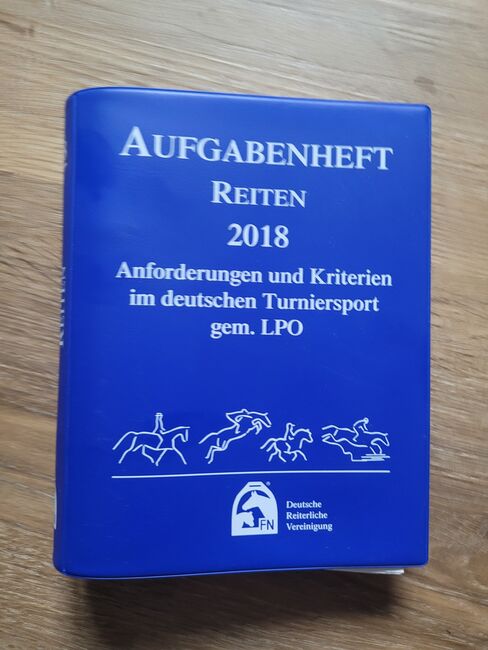 AUFGABENHEFT
REITEN
2018
Anforderungen und Kriterien
im deutschen Turniersport
gem. LPO
FN
Deutsche
Reiterliche
Vereinigung
REITEN